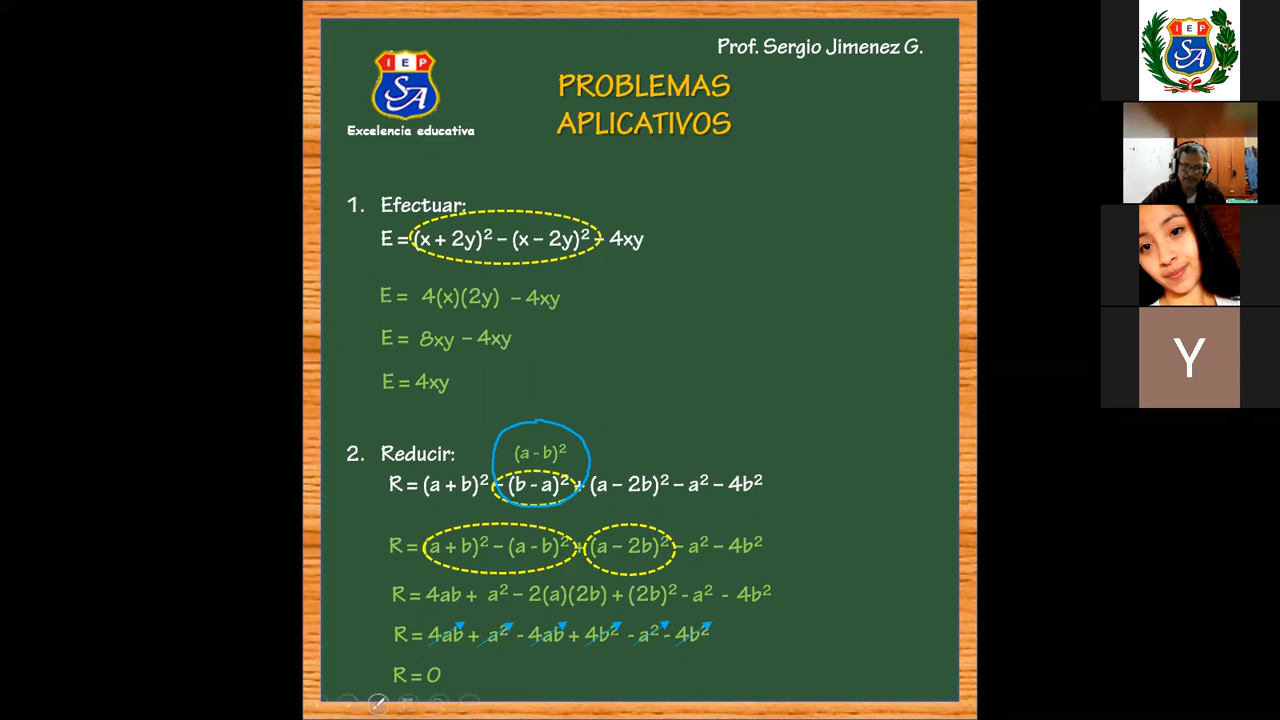 Prof. Sergio Jimenez G.
I E P
SA
Excelencia educativa
PROBLEMAS
APLICATIVOS
1. Efectuar:
E = (x + 2y)² – (x – 2y)² – 4xy
E = 4(x)(2y) – 4xy
E = 8xy – 4xy
E = 4xy
2. Reducir:
(a - b)²
R = (a + b)² – (b - a)² + (a – 2b)² – a² – 4b²
R = (a + b)² – (a - b)² + (a – 2b)² – a² – 4b²
R = 4ab + a² – 2(a)(2b) + (2b)² - a² - 4b²
R = 4ab + a² - 4ab + 4b² - a² - 4b²
R = 0
I E P
SA
Y